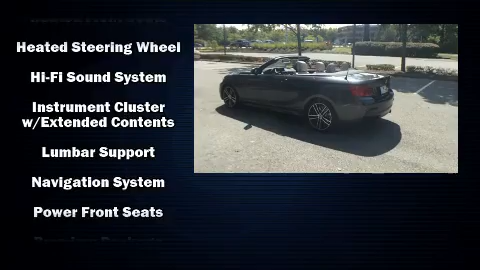 Heated Steering Wheel
Hi-Fi Sound System
Instrument Cluster
w/Extended Contents
Lumbar Support
Navigation System
Power Front Seats